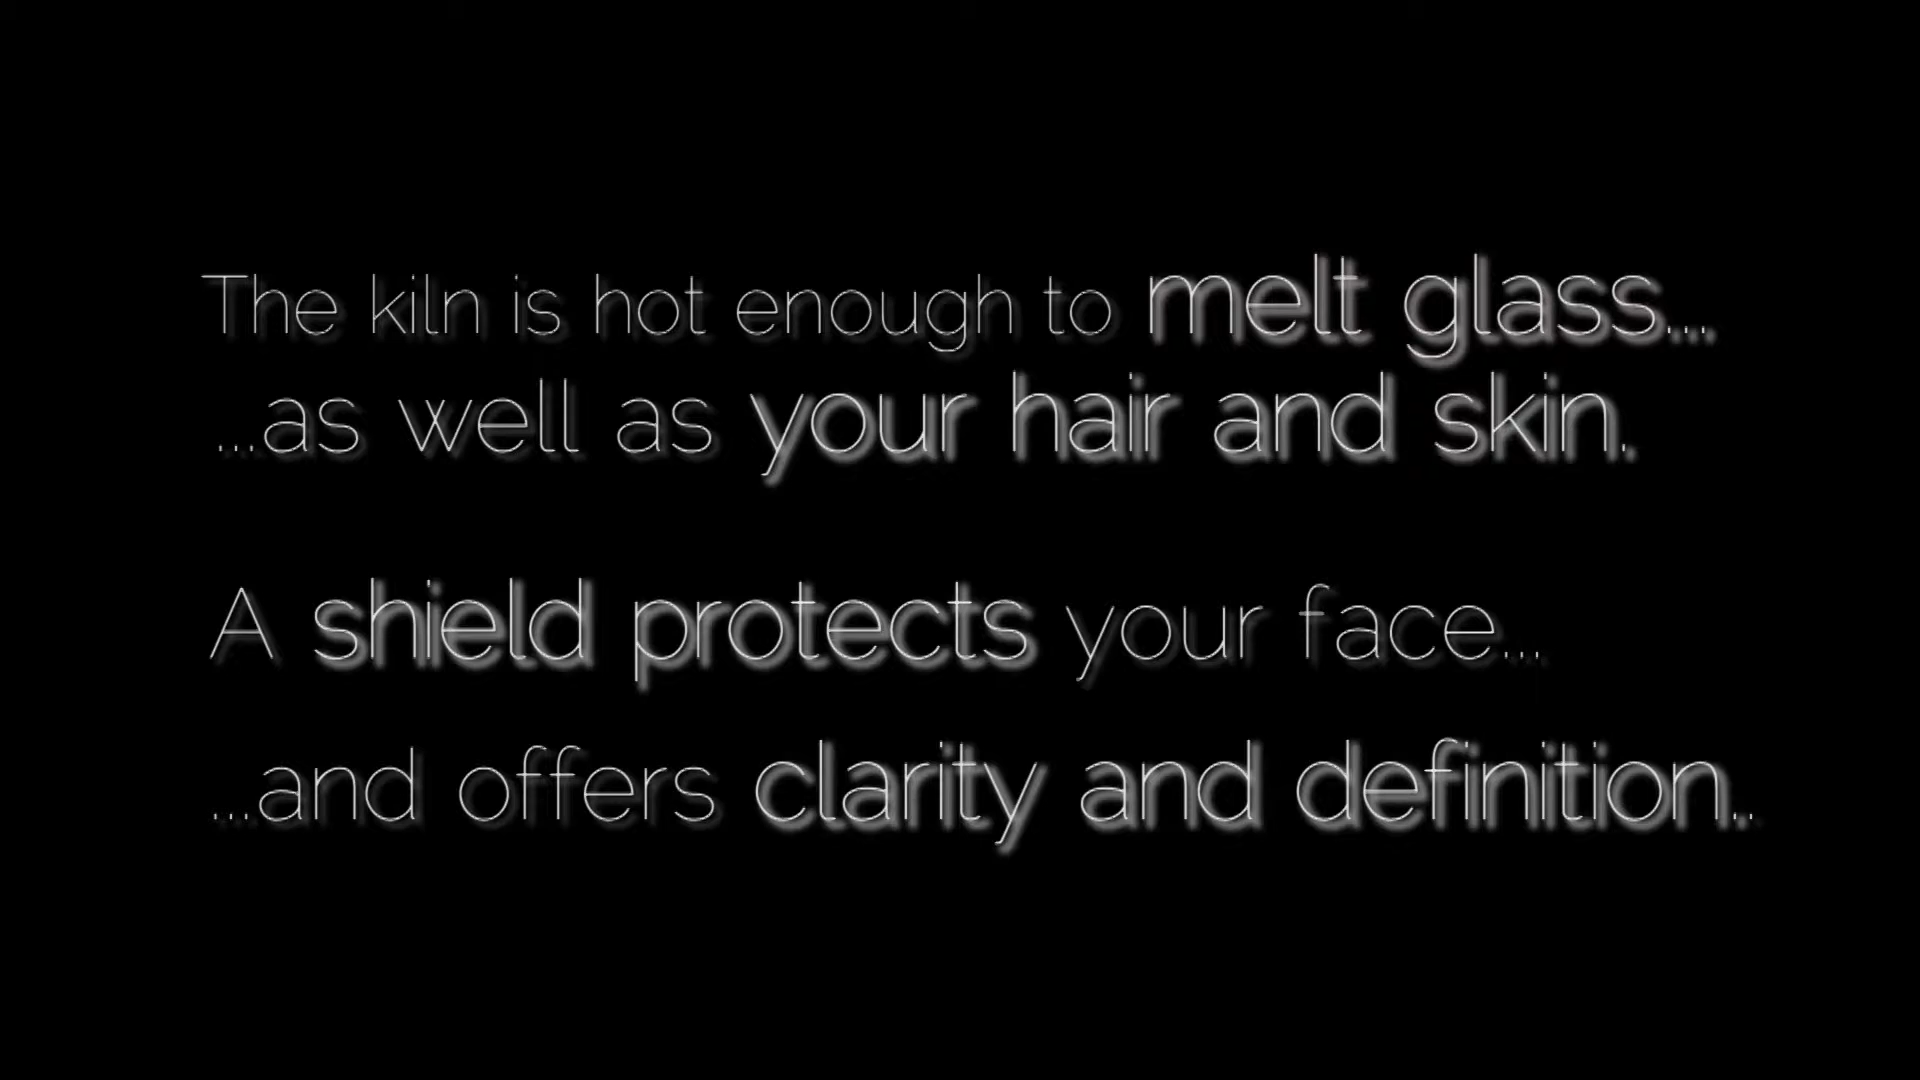 The kiln is hot enough to melt glass...
...as well as your hair and skin.
A shield protects your face...
...and offers clarity and definition..